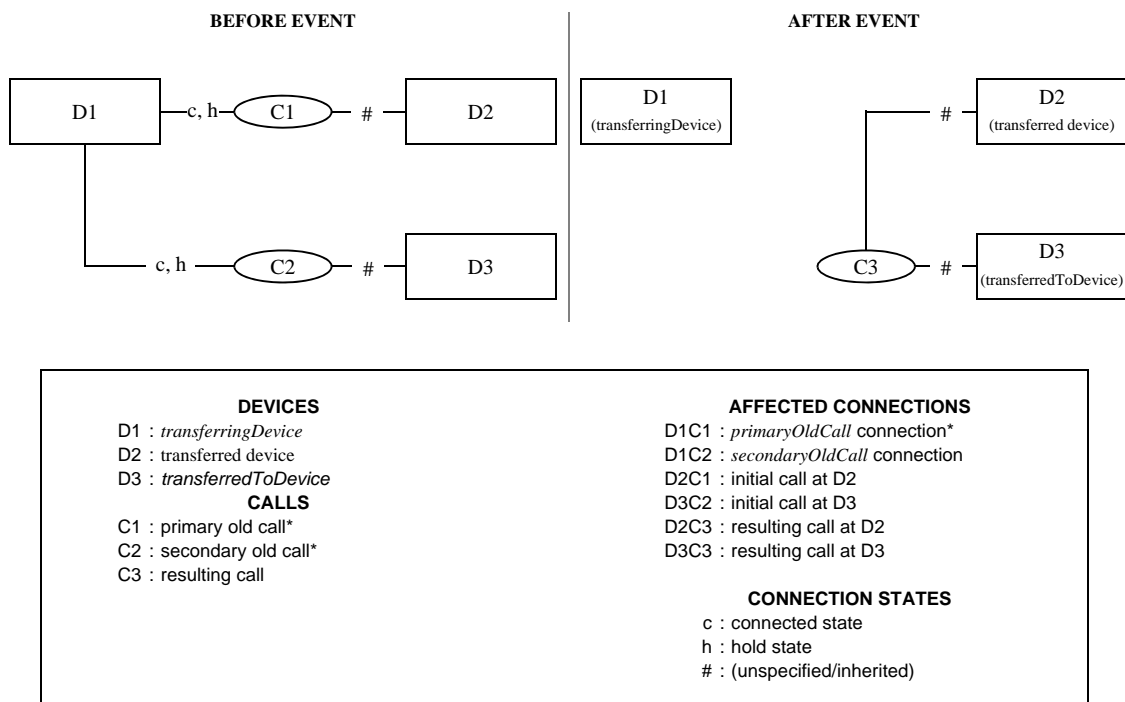 BEFORE EVENT
AFTER EVENT
D1
c, h
C1
#
D2
c, h
C2
#
D3
D1
(transferringDevice)
#
D2
(transferred device)
C3
#
D3
(transferredToDevice)
DEVICES
D1 : transferringDevice
D2 : transferred device
D3 : transferredToDevice
CALLS
C1 : primary old call*
C2 : secondary old call*
C3 : resulting call
AFFECTED CONNECTIONS
D1C1 : primaryOldCall connection*
D1C2 : secondaryOldCall connection
D2C1 : initial call at D2
D3C2 : initial call at D3
D2C3 : resulting call at D2
D3C3 : resulting call at D3
CONNECTION STATES
c : connected state
h : hold state
# : (unspecified/inherited)